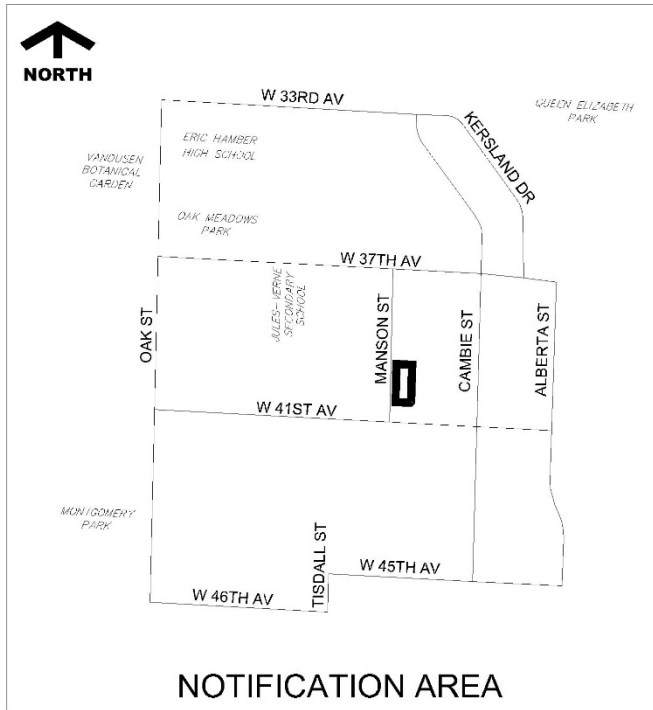 NORTH
W 33RD AV
QUEEN ELIZABETH
PARK
KERSLAND DR
ERIC HAMBER
HIGH SCHOOL
VANDUSEN
BOTANICAL
GARDEN
OAK MEADOWS
PARK
W 37TH AV
JULES-VERNE
SECONDARY
SCHOOL
OAK ST
MANSON ST
CAMBIE ST
ALBERTA ST
W 41ST AV
MONTGOMERY
PARK
TISDALL ST
W 45TH AV
W 46TH AV
NOTIFICATION AREA